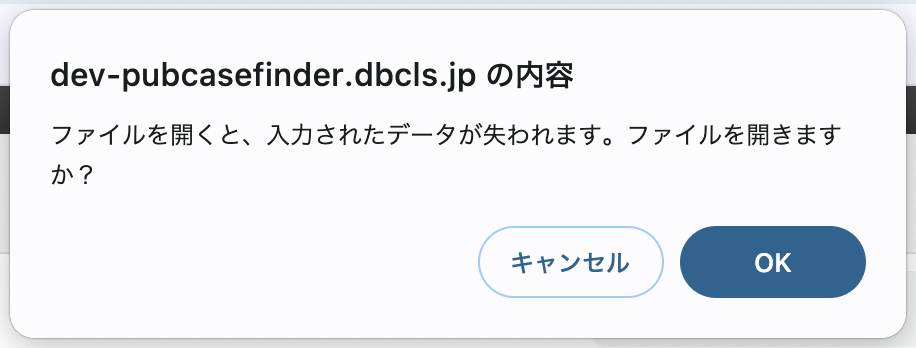 dev-pubcasefinder.dbcls.jp の内容
ファイルを開くと、入力されたデータが失われます。ファイルを開きます
か？
キャンセル
OK